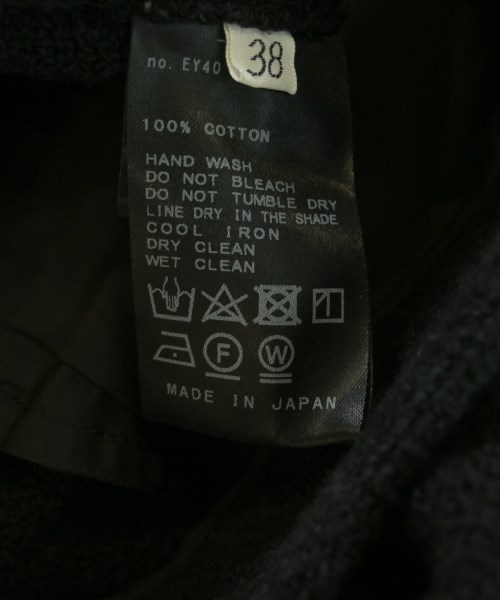 38
no. EY40
100% COTTON
HAND WASH
DO NOT BLEACH
DO NOT TUMBLE DRY
LINE DRY IN THE SHADE
COOL IRON
DRY CLEAN
WET CLEAN
F W
MADE IN JAPAN